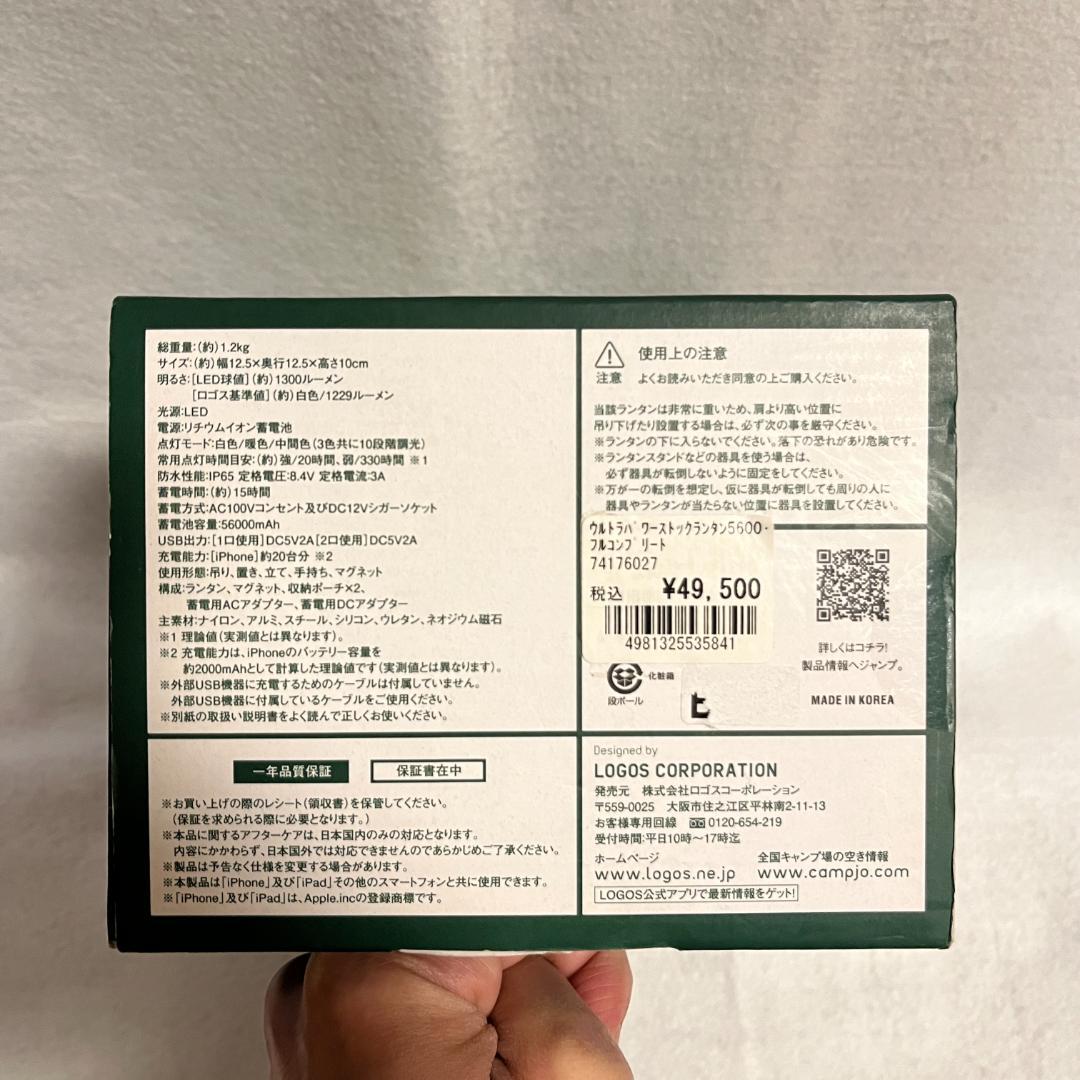 総重量:(約)1.2kg
サイズ:(約)幅12.5×奥行12.5×高さ10cm
明るさ:[LED球値](約)1300ルーメン
[ロゴス基準値](約)白色/1229ルーメン
光源:LED
電源:リチウムイオン蓄電池
点灯モード:白色/暖色/中間色(3色共に10段階調光)
常用点灯時間目安:(約)強/20時間、弱/330時間 ※1
防水性能:IP65 定格電圧:8.4V 定格電流:3A
蓄電時間:(約)15時間
蓄電方式:AC100Vコンセント及びDC12Vシガーソケット
蓄電池容量:56000mAh
USB出力:[1口使用]DC5V2A[2口使用]DC5V2A
充電能力:[iPhone]約20台分 ※2
使用形態:吊り、置き、立て、手持ち、マグネット
構成:ランタン、マグネット、収納ポーチ×2、
蓄電用ACアダプター、蓄電用DCアダプター
主素材:ナイロン、アルミ、スチール、シリコン、ウレタン、ネオジウム磁石
※1 理論値(実測値とは異なります)。
※2 充電能力は、iPhoneのバッテリー容量を
約2000mAhとして計算した理論値です(実測値とは異なります)。
※外部USB機器に充電するためのケーブルは付属していません。
外部USB機器に付属しているケーブルをご使用ください。
※別紙の取扱い説明書をよく読んで正しくお使いください。
一年品質保証 保証書在中
※お買い上げの際のレシート(領収書)を保管してください。
(保証を求められる際に必要となります。)
※本品に関するアフターケアは、日本国内のみの対応となります。
内容にかかわらず、日本国外では対応できませんのであらかじめご了承ください。
※製品は予告なく仕様を変更する場合があります。
※本製品は「iPhone」及び「iPad」その他のスマートフォンと共に使用できます。
※「iPhone」及び「iPad」は、Apple.incの登録商標です。
使用上の注意
注意 よくお読みいただき同意の上ご購入ください。
当該ランタンは非常に重いため、肩より高い位置に
吊り下げたり設置する場合は、必ず次の事を厳守ください。
※ランタンの下に入らないでください。落下の恐れがあり危険です。
※ランタンスタンドなどの器具を使う場合は、
必ず器具が転倒しないように固定をしてください。
※万が一の転倒を想定し、仮に器具が転倒しても周りの人に
器具やランタンが当たらない位置に器具を設置してください。
ウルトラパワーストックランタン5600・
フルコンプリート
74176027
税込 ¥49,500
4981325535841
化粧箱
段ボール
ヒ
詳しくはコチラ!
製品情報へジャンプ。
MADE IN KOREA
Designed by
LOGOS CORPORATION
発売元 株式会社ロゴスコーポレーション
〒559-0025 大阪市住之江区平林南2-11-13
お客様専用回線 0120-654-219
受付時間:平日10時〜17時迄
ホームページ 全国キャンプ場の空き情報
www.logos.ne.jp www.campjo.com
LOGOS公式アプリで最新情報をゲット!